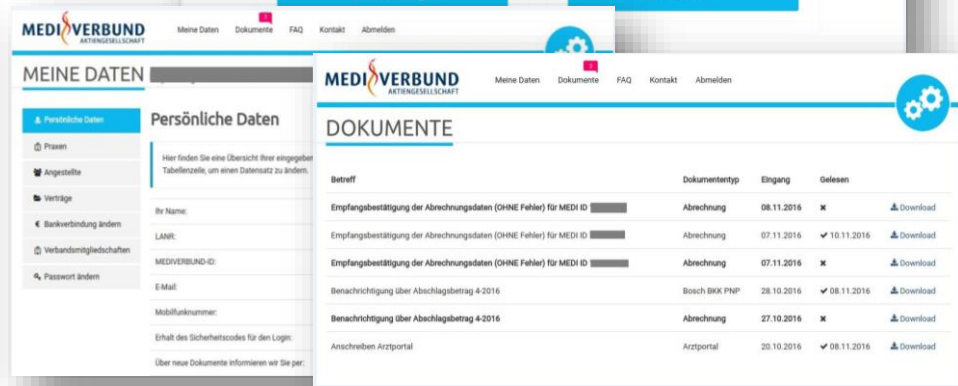 MEDIVERBUND
AKTIENGESELLSCHAFT
Meine Daten Dokumente FAQ Kontakt Abmelden
MEINE DATEN
Persönliche Daten
Praxen
Angestellte
Verträge
€ Bankverbindung ändern
Verbandsmitgliedschaften
Passwort ändern
Persönliche Daten
Hier finden Sie eine Übersicht Ihrer eingegeben
Tabellenzeile, um einen Datensatz zu ändern.
Ihr Name:
LANR:
MEDIVERBUND-ID:
E-Mail:
Mobilfunknummer:
Erhalt des Sicherheitscodes für den Login:
Über neue Dokumente informieren wir Sie per:
MEDIVERBUND
AKTIENGESELLSCHAFT
Meine Daten Dokumente FAQ Kontakt Abmelden
DOKUMENTE
Betreff Dokumententyp Eingang Gelesen
Empfangsbestätigung der Abrechnungsdaten (OHNE Fehler) für MEDI ID Abrechnung 08.11.2016 ✖ Download
Empfangsbestätigung der Abrechnungsdaten (OHNE Fehler) für MEDI ID Abrechnung 07.11.2016 ✔ 10.11.2016 Download
Empfangsbestätigung der Abrechnungsdaten (OHNE Fehler) für MEDI ID Abrechnung 07.11.2016 ✖ Download
Benachrichtigung über Abschlagsbetrag 4-2016 Bosch BKK PNP 28.10.2016 ✔ 08.11.2016 Download
Benachrichtigung über Abschlagsbetrag 4-2016 Abrechnung 27.10.2016 ✖ Download
Anschreiben Arztportal Arztportal 20.10.2016 ✔ 08.11.2016 Download